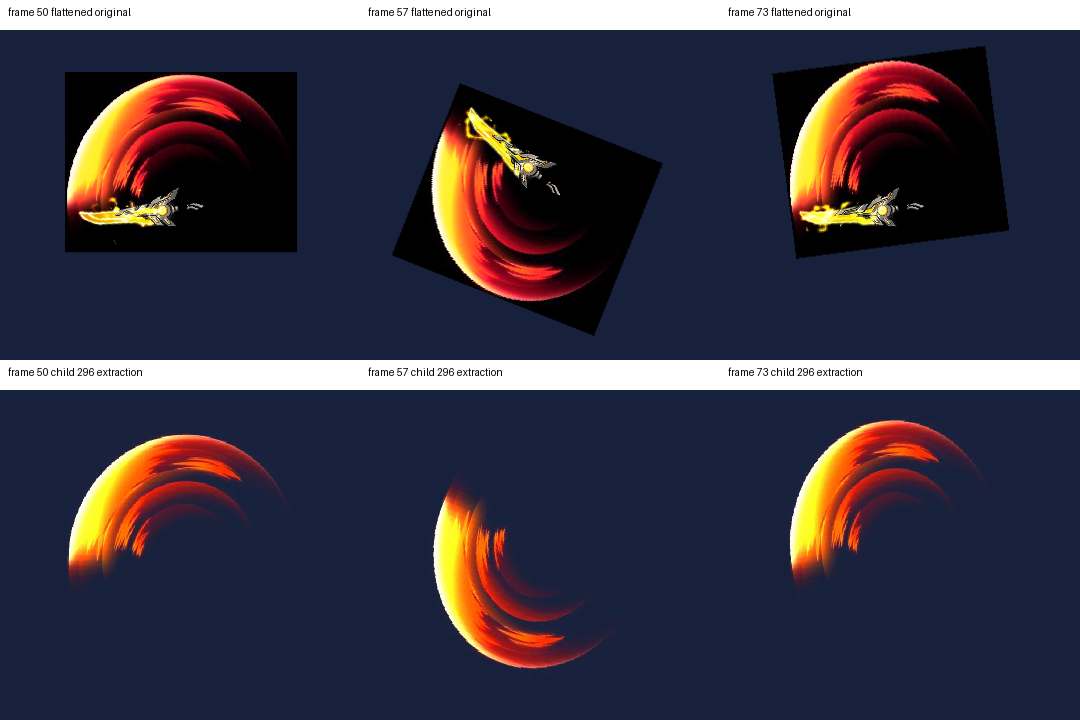 frame 50 flattened original
frame 57 flattened original
frame 73 flattened original
frame 50 child 296 extraction
frame 57 child 296 extraction
frame 73 child 296 extraction